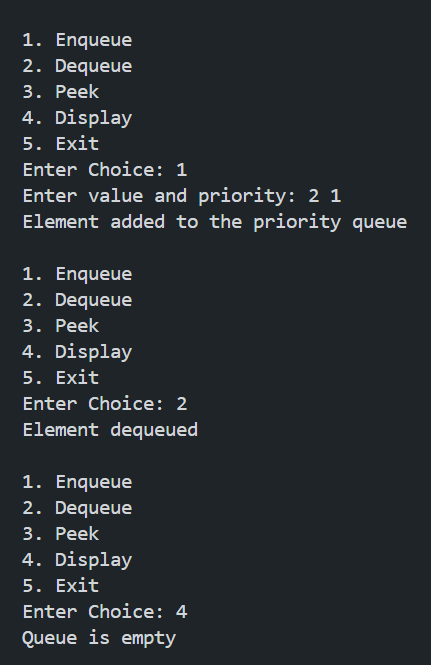 1. Enqueue
2. Dequeue
3. Peek
4. Display
5. Exit
Enter Choice: 1
Enter value and priority: 2 1
Element added to the priority queue
1. Enqueue
2. Dequeue
3. Peek
4. Display
5. Exit
Enter Choice: 2
Element dequeued
1. Enqueue
2. Dequeue
3. Peek
4. Display
5. Exit
Enter Choice: 4
Queue is empty